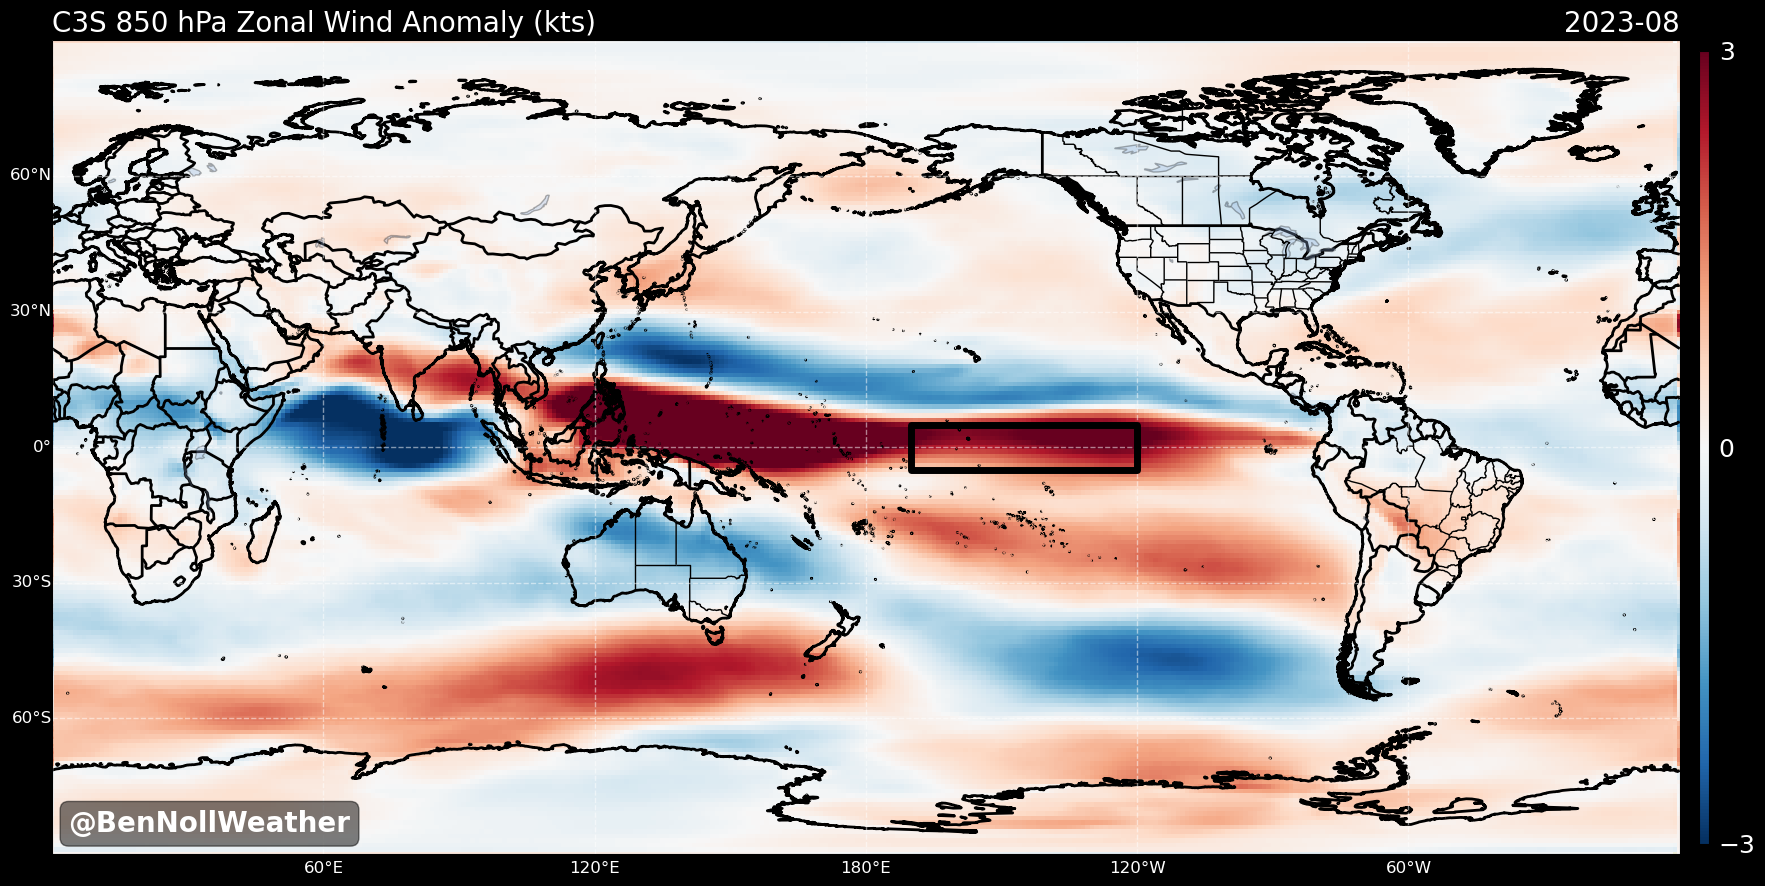 C3S 850 hPa Zonal Wind Anomaly (kts)
2023-08
3
60°N
30°N
0°
0
30°S
60°S
@BenNollWeather
−3
60°E
120°E
180°E
120°W
60°W